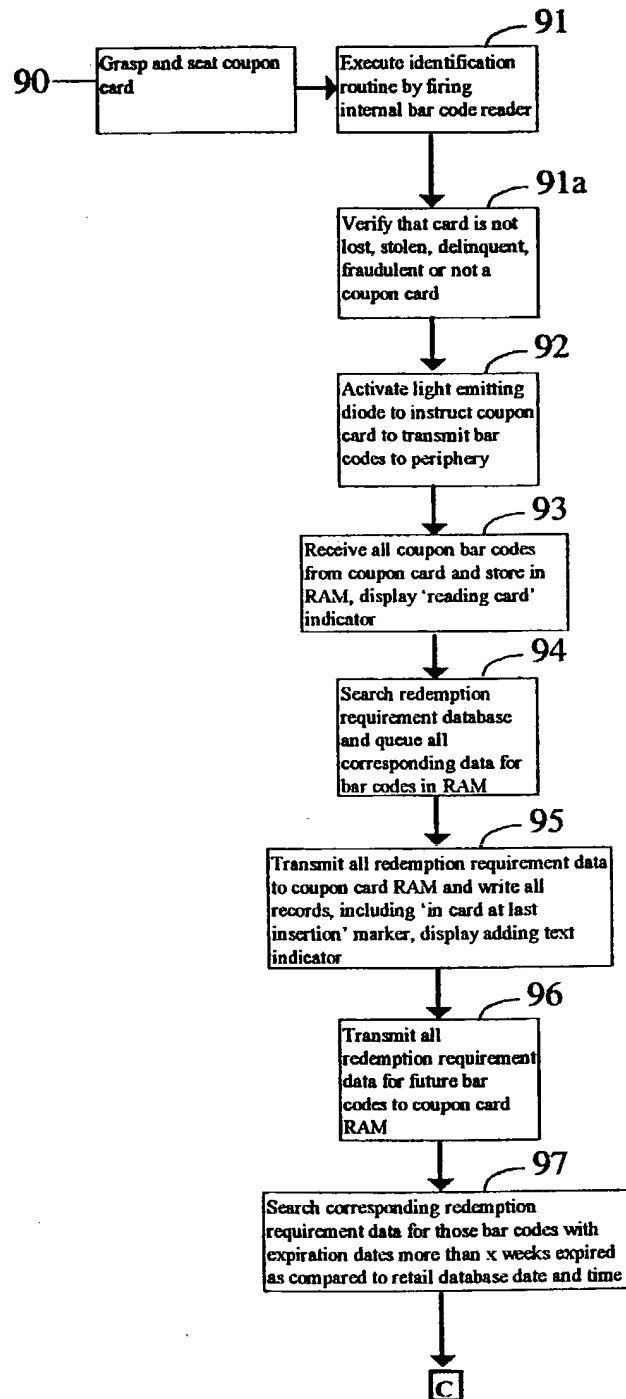 90
Grasp and seat coupon
card
91
Execute identification
routine by firing
internal bar code reader
91a
Verify that card is not
lost, stolen, delinquent,
fraudulent or not a
coupon card
92
Activate light emitting
diode to instruct coupon
card to transmit bar
codes to periphery
93
Receive all coupon bar codes
from coupon card and store in
RAM, display 'reading card'
indicator
94
Search redemption
requirement database
and queue all
corresponding data for
bar codes in RAM
95
Transmit all redemption requirement data
to coupon card RAM and write all
records, including 'in card at last
insertion' marker, display adding text
indicator
96
Transmit all
redemption requirement
data for future bar
codes to coupon card
RAM
97
Search corresponding redemption
requirement data for those bar codes with
expiration dates more than x weeks expired
as compared to retail database date and time
C